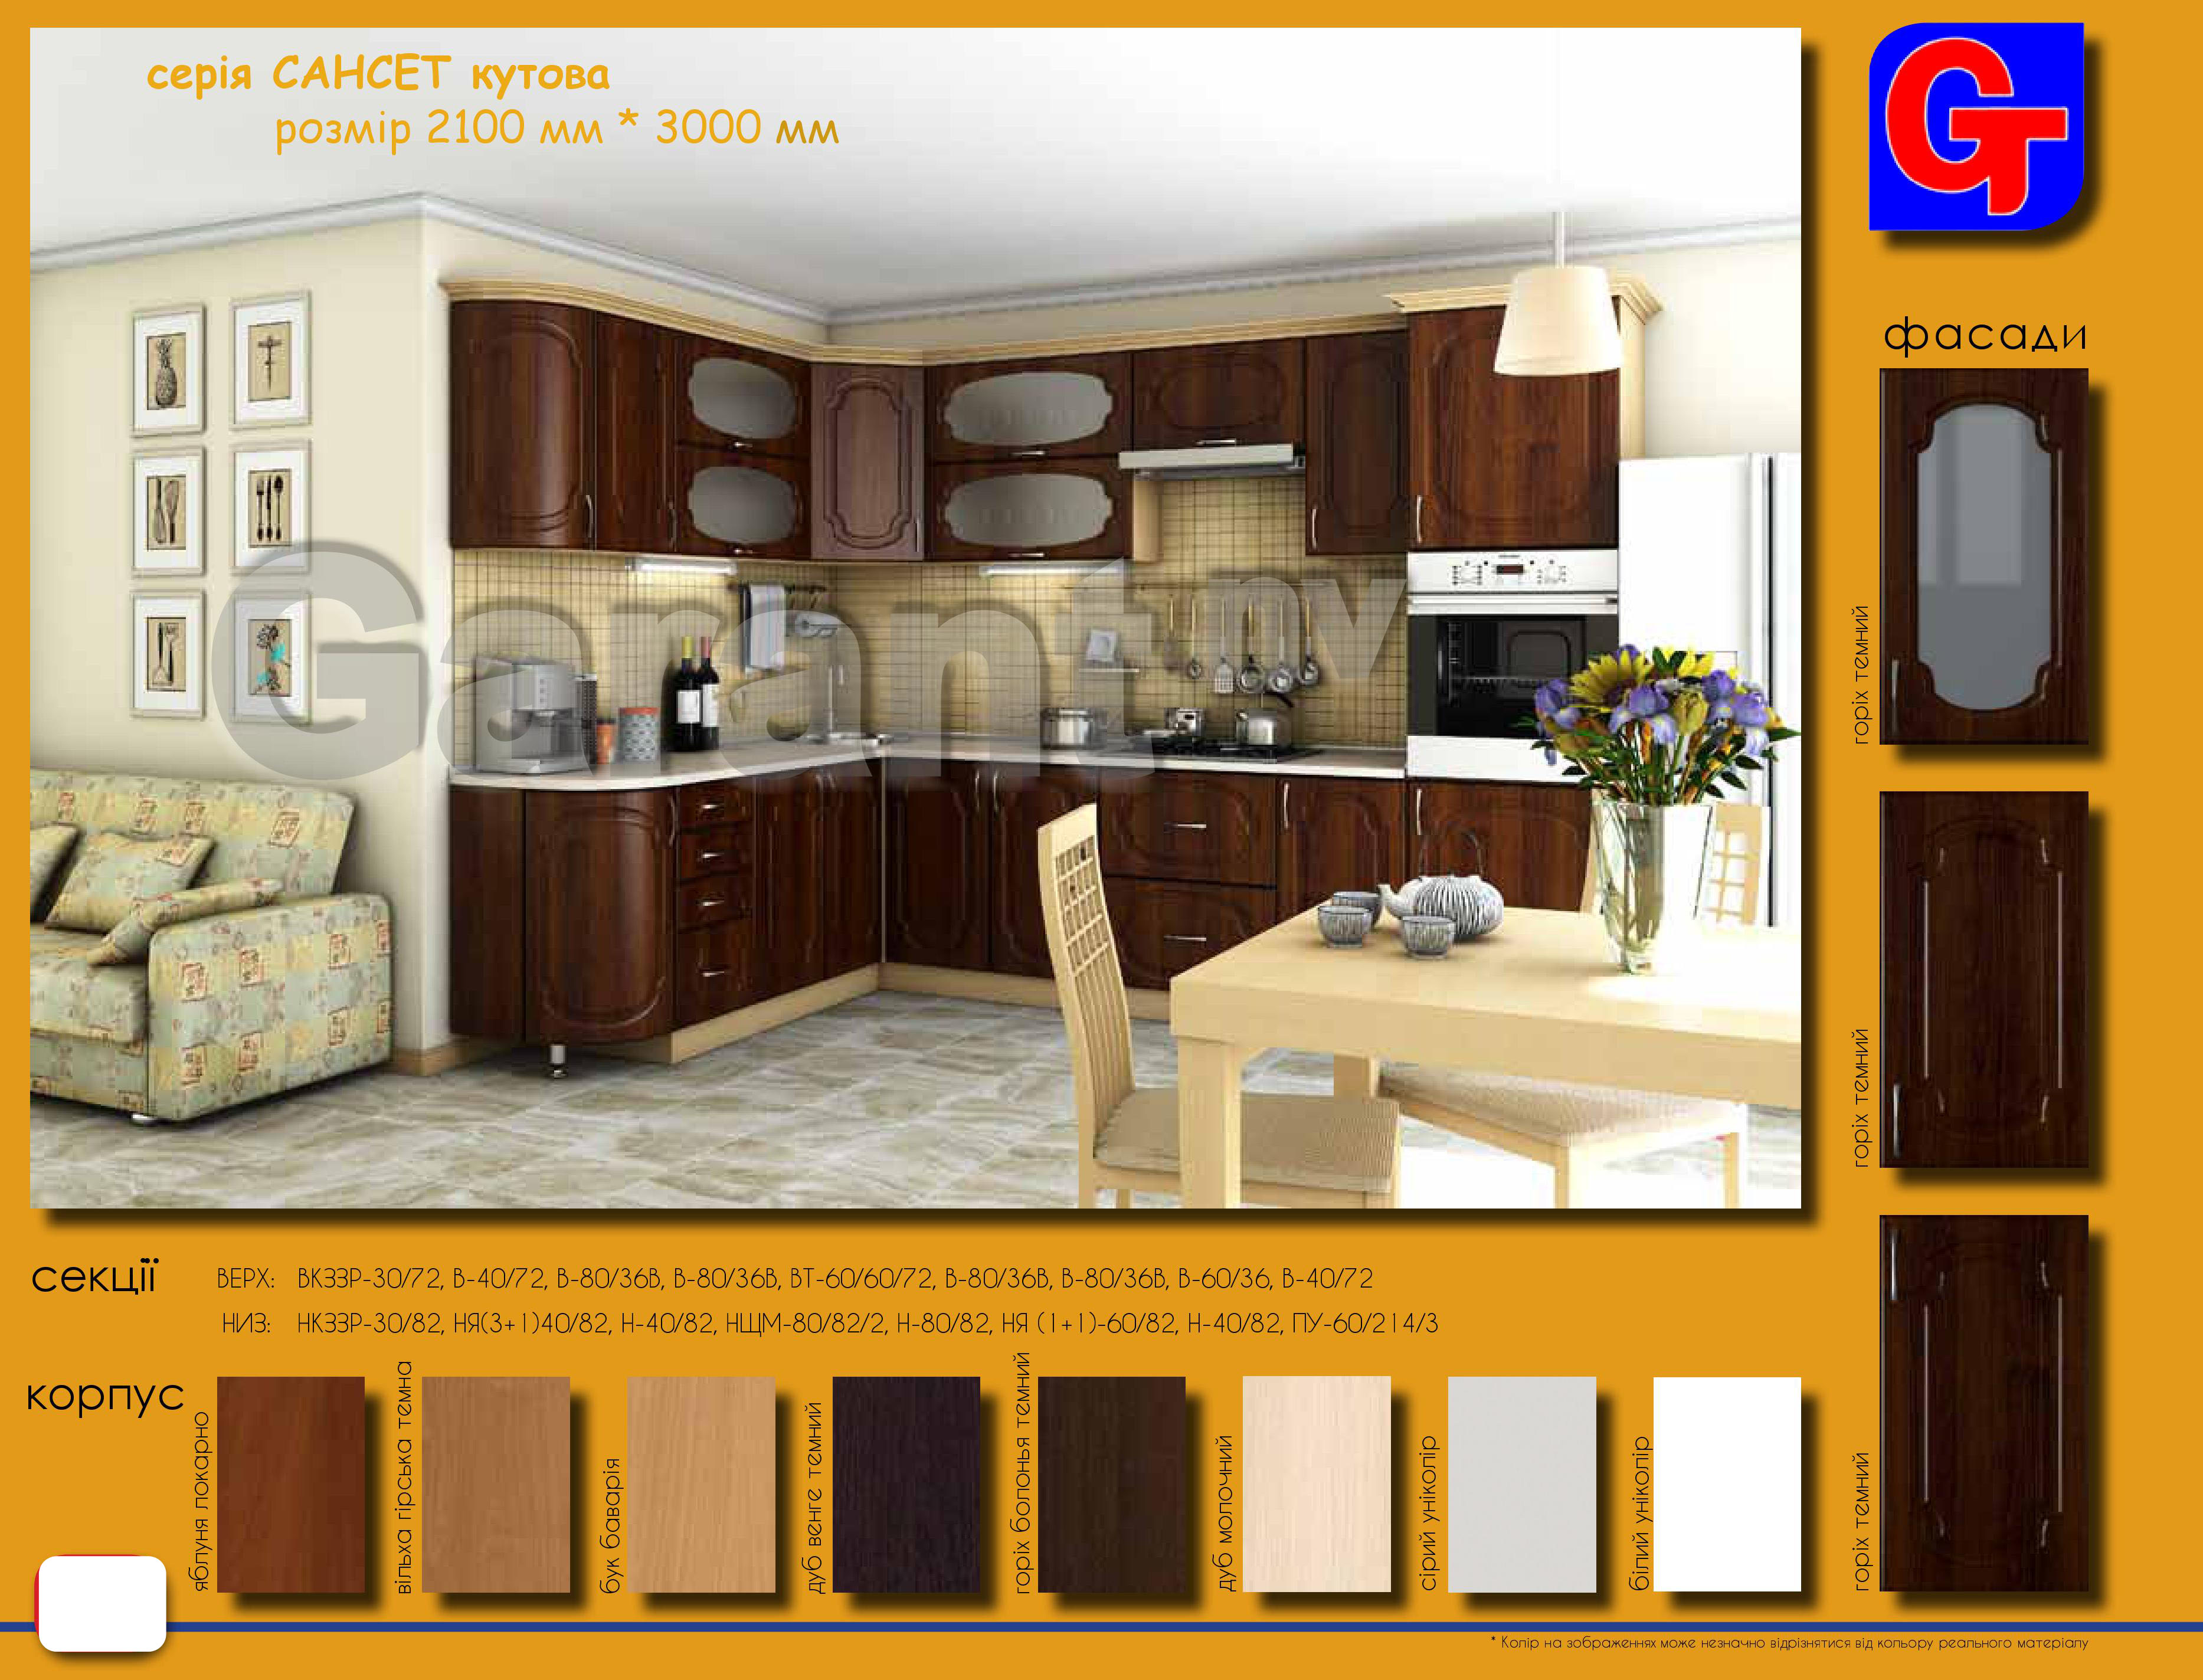 серія САНСЕТ кутова
розмір 2100 мм * 3000 мм
GT
фасади
горіх темний
горіх темний
горіх темний
Garant nv
секції
ВЕРХ: ВКЗЗР-30/72, В-40/72, В-80/36В, В-80/36В, ВТ-60/60/72, В-80/36В, В-80/36В, В-60/36, В-40/72
НИЗ: НКЗЗР-30/82, НЯ(3+1)40/82, Н-40/82, НЩМ-80/82/2, Н-80/82, НЯ (1+1)-60/82, Н-40/82, ПУ-60/214/3
корпус
яблуня локарно
вільха гірська темна
бук баварія
дуб венге темний
горіх болонья темний
дуб молочний
сірий уніколір
білий уніколір
* Колір на зображеннях може незначно відрізнятися від кольору реального матеріалу